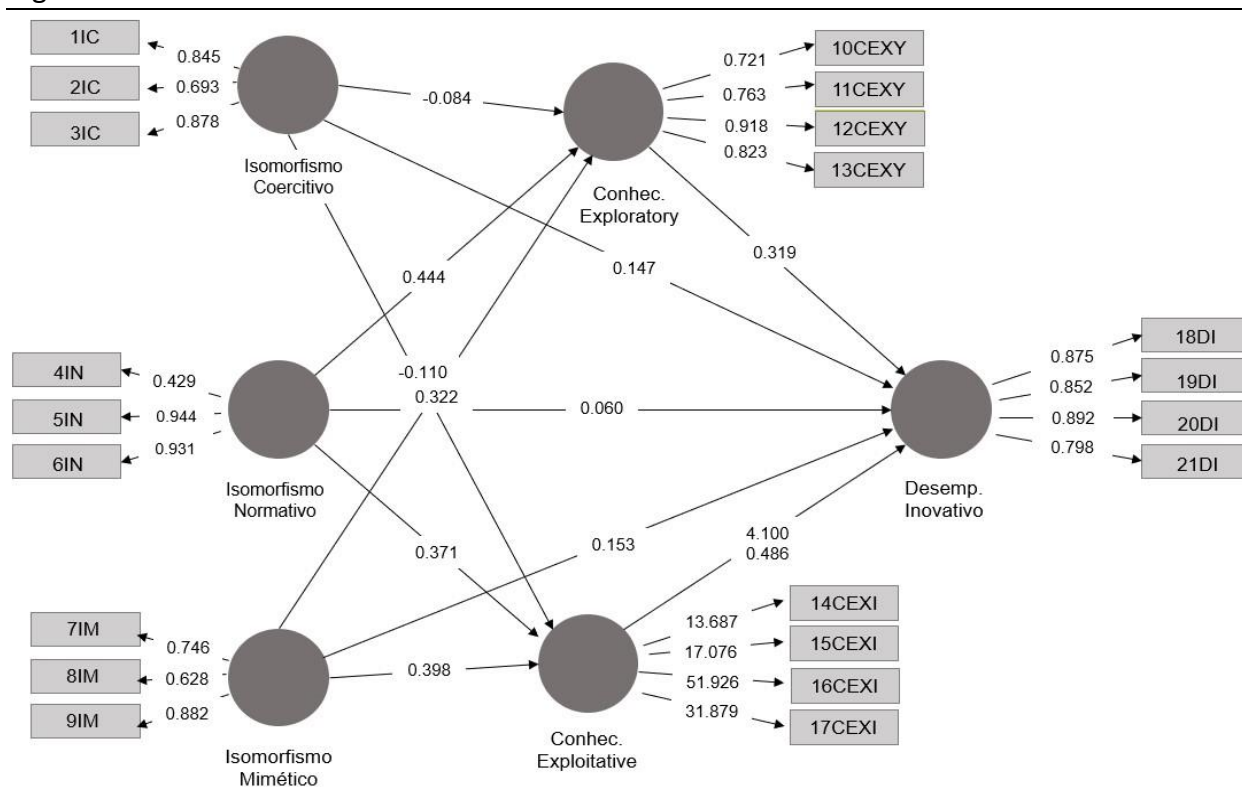 1IC
2IC
3IC
0.845
0.693
0.878
Isomorfismo
Coercitivo
-0.084
Conhec.
Exploratory
0.721
0.763
0.918
0.823
10CEXY
11CEXY
12CEXY
13CEXY
0.444
0.147
0.319
4IN
5IN
6IN
0.429
0.944
0.931
Isomorfismo
Normativo
-0.110
0.322
0.060
0.371
0.153
4.100
0.486
Desemp.
Inovativo
0.875
0.852
0.892
0.798
18DI
19DI
20DI
21DI
7IM
8IM
9IM
0.746
0.628
0.882
Isomorfismo
Mimético
0.398
Conhec.
Exploitative
13.687
17.076
51.926
31.879
14CEXI
15CEXI
16CEXI
17CEXI